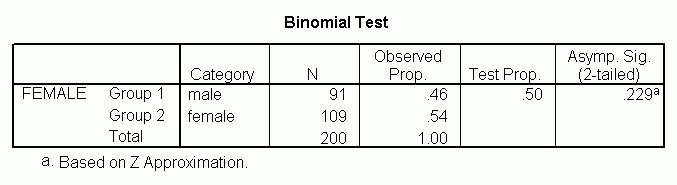 Binomial Test
Category N Observed Prop. Test Prop. Asymp. Sig. (2-tailed)
FEMALE Group 1 male 91 .46 .50 .229a
Group 2 female 109 .54
Total 200 1.00
a. Based on Z Approximation.